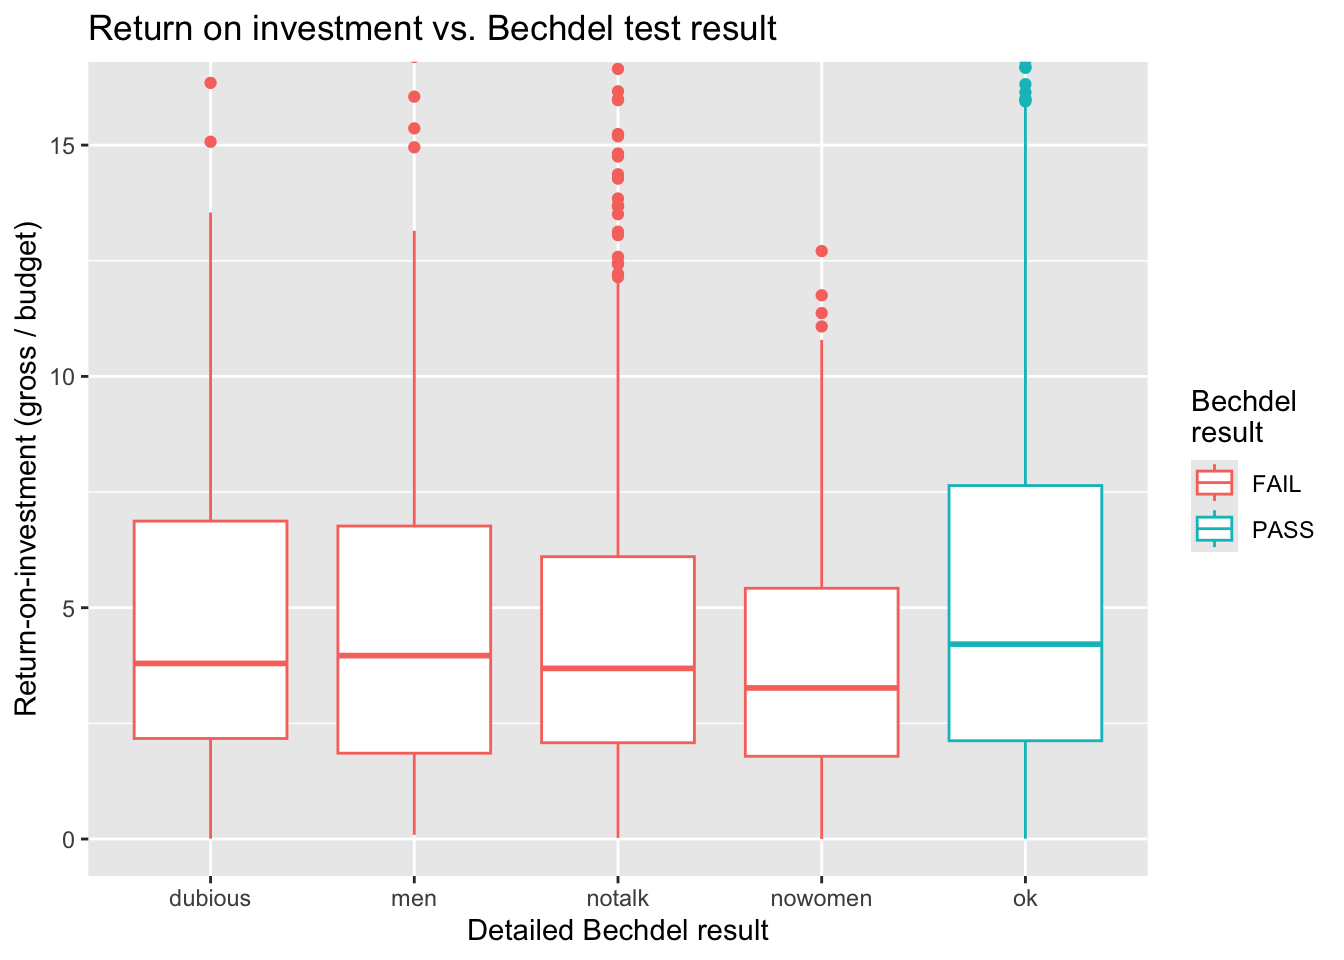 Return on investment vs. Bechdel test result
Return-on-investment (gross / budget)
15
10
5
0
dubious
men
notalk
nowomen
ok
Detailed Bechdel result
Bechdel
result
FAIL
PASS